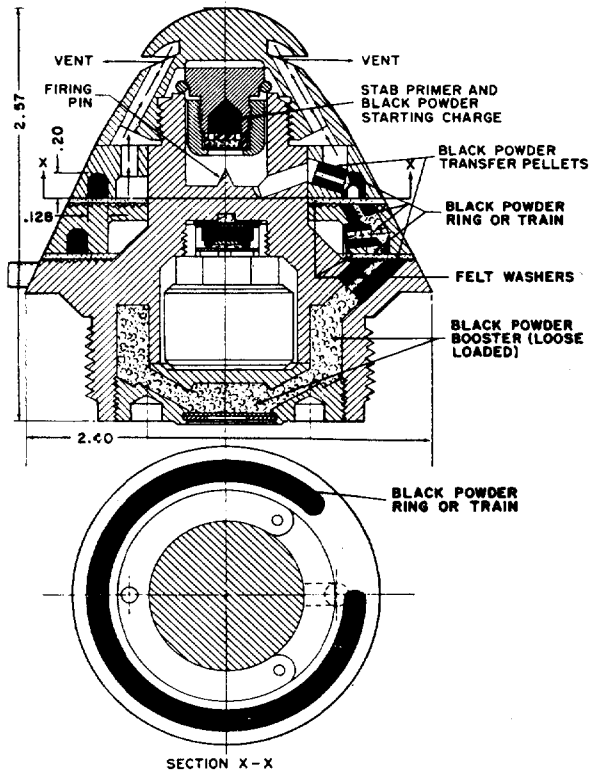 VENT
VENT
FIRING
PIN
STAB PRIMER AND
BLACK POWDER
STARTING CHARGE
2.57
.20
X
X
BLACK POWDER
TRANSFER PELLETS
BLACK POWDER
RING OR TRAIN
.128
FELT WASHERS
BLACK POWDER
BOOSTER (LOOSE
LOADED)
2.40
BLACK POWDER
RING OR TRAIN
SECTION X-X